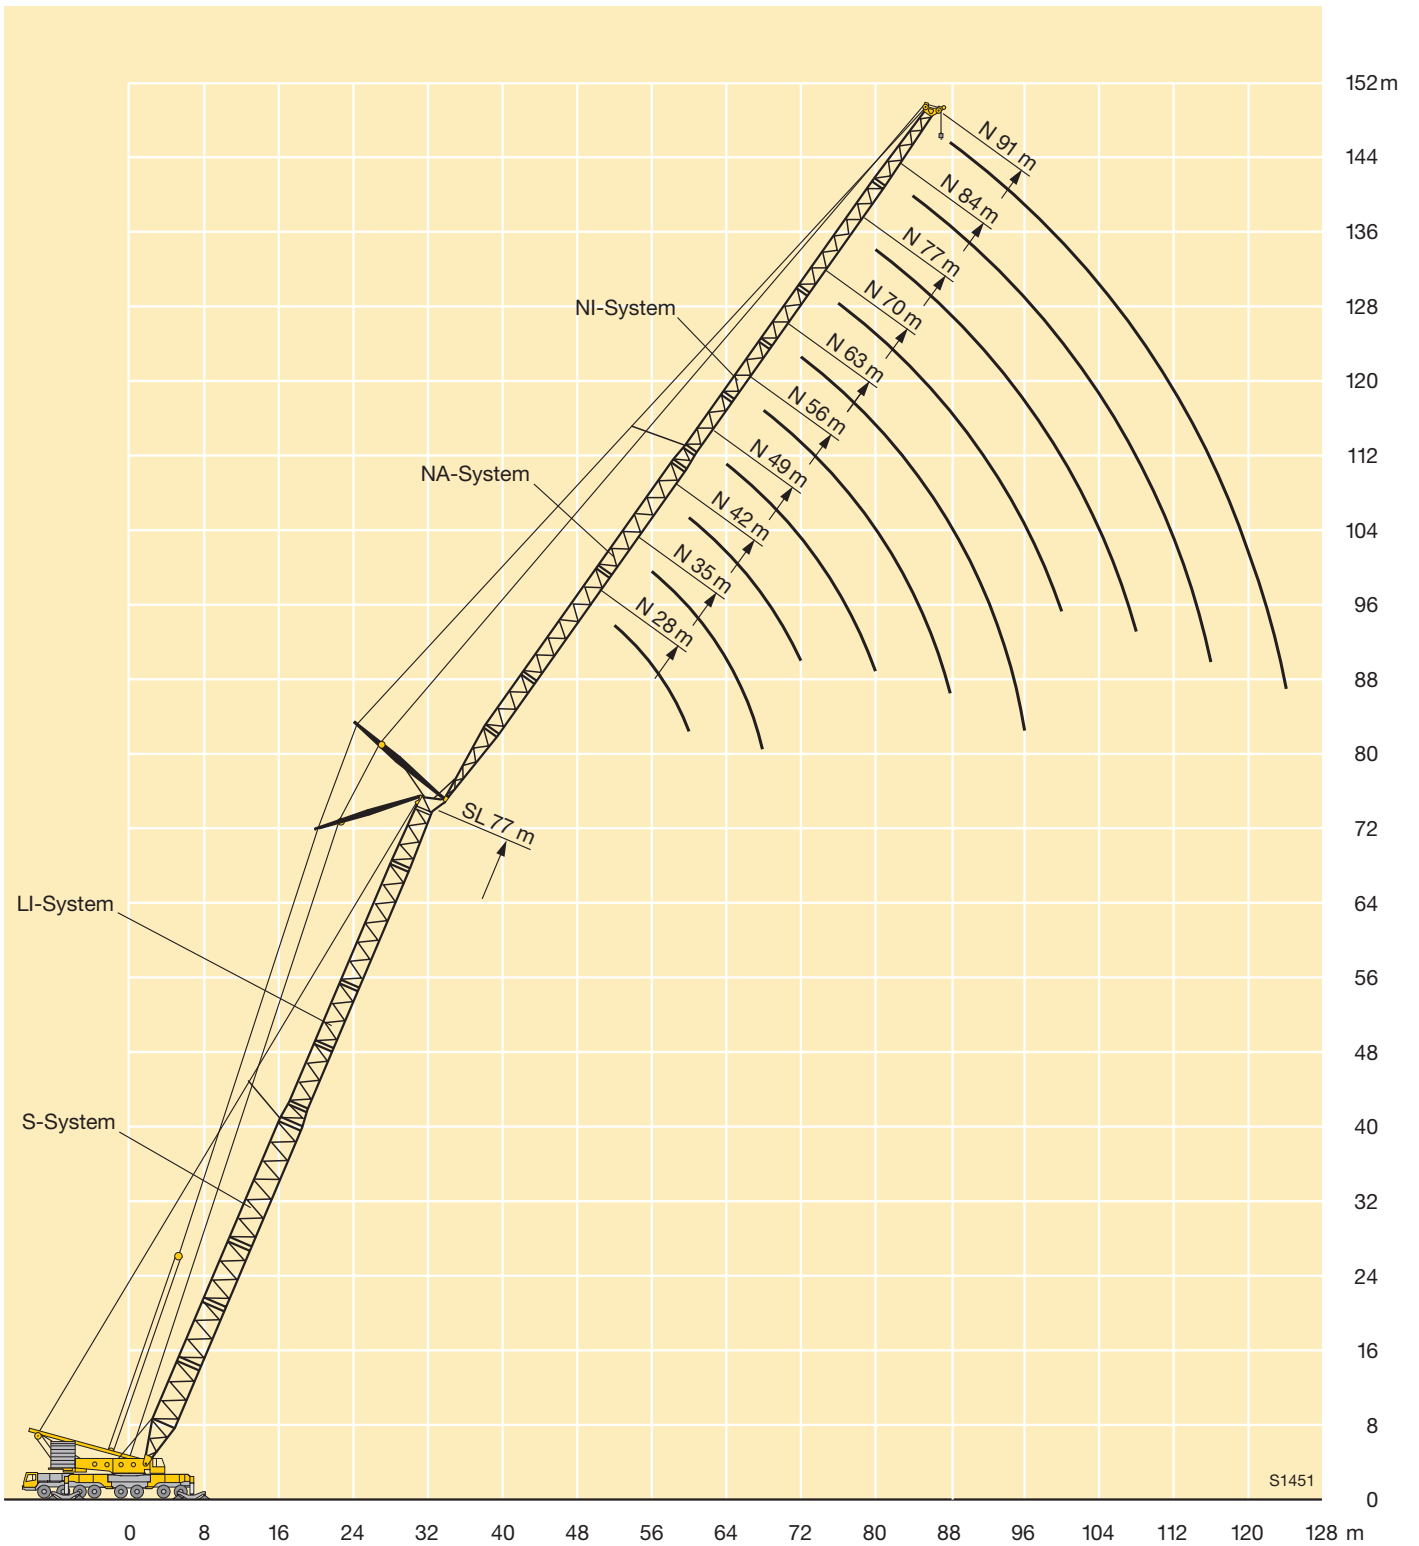 152 m
N 91 m
144
N 84 m
136
N 77 m
128
NI-System
N 70 m
120
N 63 m
N 56 m
112
NA-System
N 49 m
104
N 42 m
N 35 m
96
N 28 m
88
80
SL 77 m
72
LI-System
64
56
48
S-System
40
32
24
16
8
S1451
0
0 8 16 24 32 40 48 56 64 72 80 88 96 104 112 120 128 m